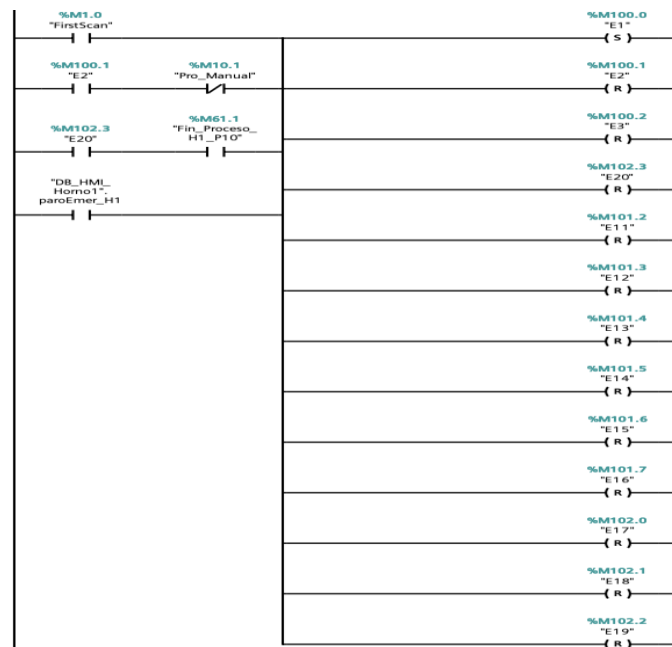 %M1.0
"FirstScan"
%M100.0
"E1"
S
%M100.1
"E2"
%M10.1
"Pro_Manual"
%M100.1
"E2"
R
%M102.3
"E20"
%M61.1
"Fin_Proceso_
H1_P10"
%M100.2
"E3"
R
"DB_HMI_
Horno1".
paroEmer_H1
%M102.3
"E20"
R
%M101.2
"E11"
R
%M101.3
"E12"
R
%M101.4
"E13"
R
%M101.5
"E14"
R
%M101.6
"E15"
R
%M101.7
"E16"
R
%M102.0
"E17"
R
%M102.1
"E18"
R
%M102.2
"E19"
R